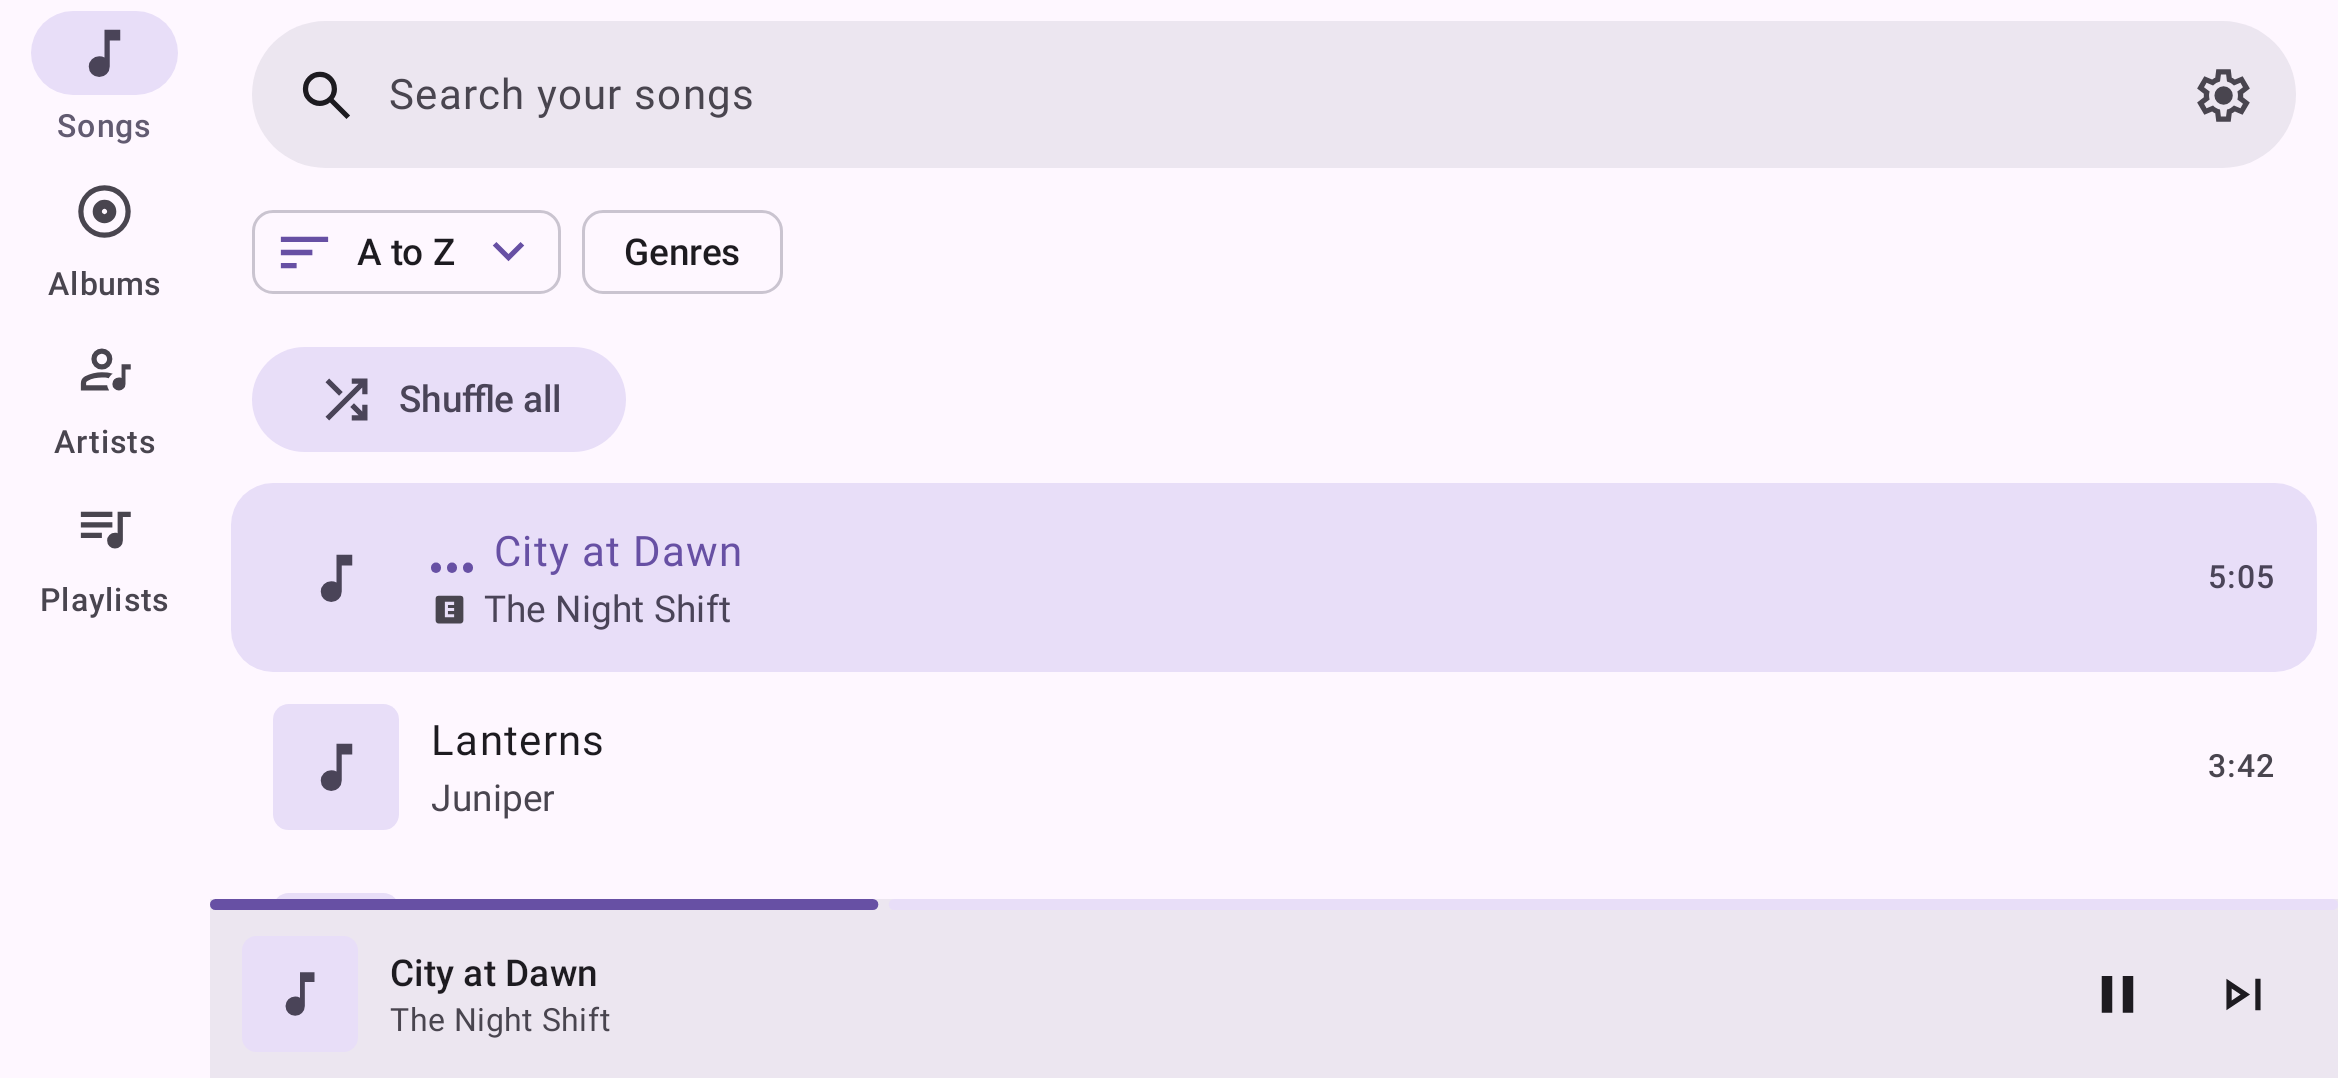 Songs
Albums
Artists
Playlists
Search your songs
A to Z
Genres
Shuffle all
City at Dawn
E The Night Shift
5:05
Lanterns
Juniper
3:42
City at Dawn
The Night Shift